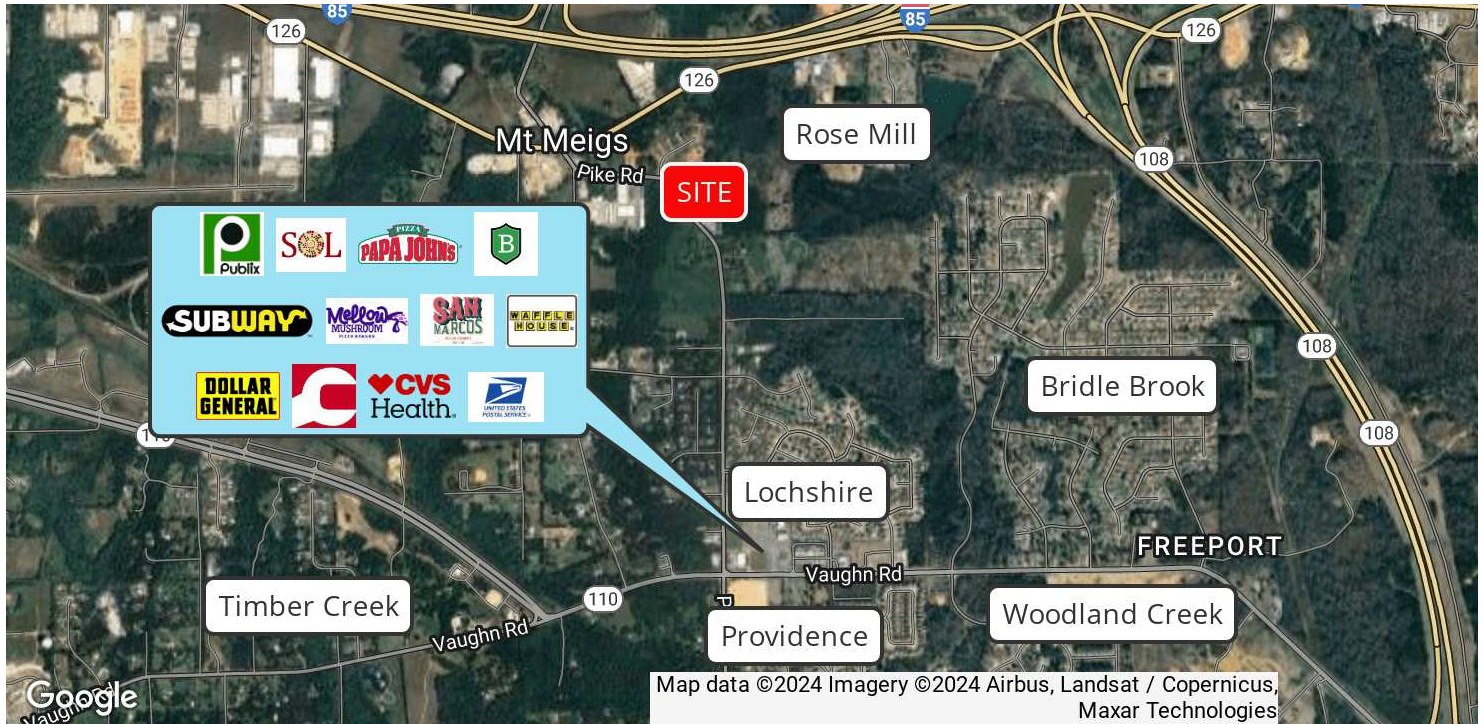 85
85
126
126
126
Mt Meigs
Rose Mill
108
Pike Rd
SITE
Publix
SOL
PIZZA
PAPA JOHNS
B
SUBWAY
Mellow
MUSHROOM
PIZZA BAKERS
SAN
MARCOS
WAFFLE
HOUSE
108
Bridle Brook
DOLLAR
GENERAL
CVS
Health
UNITED STATES
POSTAL SERVICE
108
Lochshire
FREEPORT
Vaughn Rd
110
Timber Creek
Woodland Creek
Vaughn Rd
Providence
Google
Map data ©2024 Imagery ©2024 Airbus, Landsat / Copernicus,
Maxar Technologies